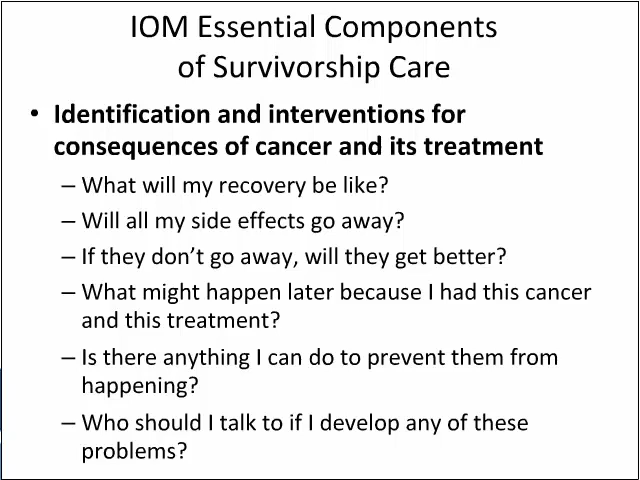 IOM Essential Components
of Survivorship Care
• Identification and interventions for
consequences of cancer and its treatment
– What will my recovery be like?
– Will all my side effects go away?
– If they don’t go away, will they get better?
– What might happen later because I had this cancer
and this treatment?
– Is there anything I can do to prevent them from
happening?
– Who should I talk to if I develop any of these
problems?